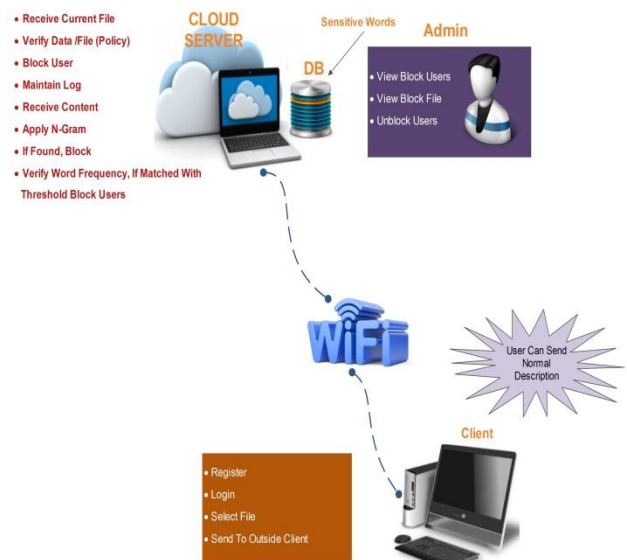 CLOUD
SERVER
• Receive Current File
• Verify Data /File (Policy)
• Block User
• Maintain Log
• Receive Content
• Apply N-Gram
• If Found, Block
• Verify Word Frequency, If Matched With
Threshold Block Users
DB
Sensitive Words
Admin
• View Block Users
• View Block File
• Unblock Users
WiFi
User Can Send
Normal
Description
Client
• Register
• Login
• Select File
• Send To Outside Client